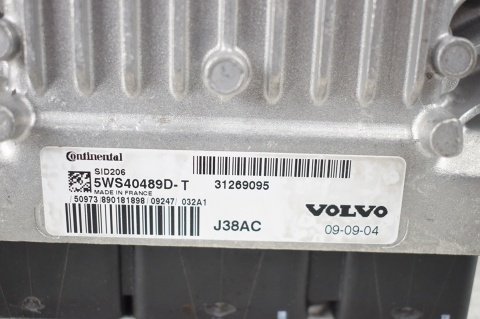 Continental
SID206
5WS40489D-T 31269095
MADE IN FRANCE
/50973/890181898/09247/032A1
VOLVO
J38AC 09-09-04